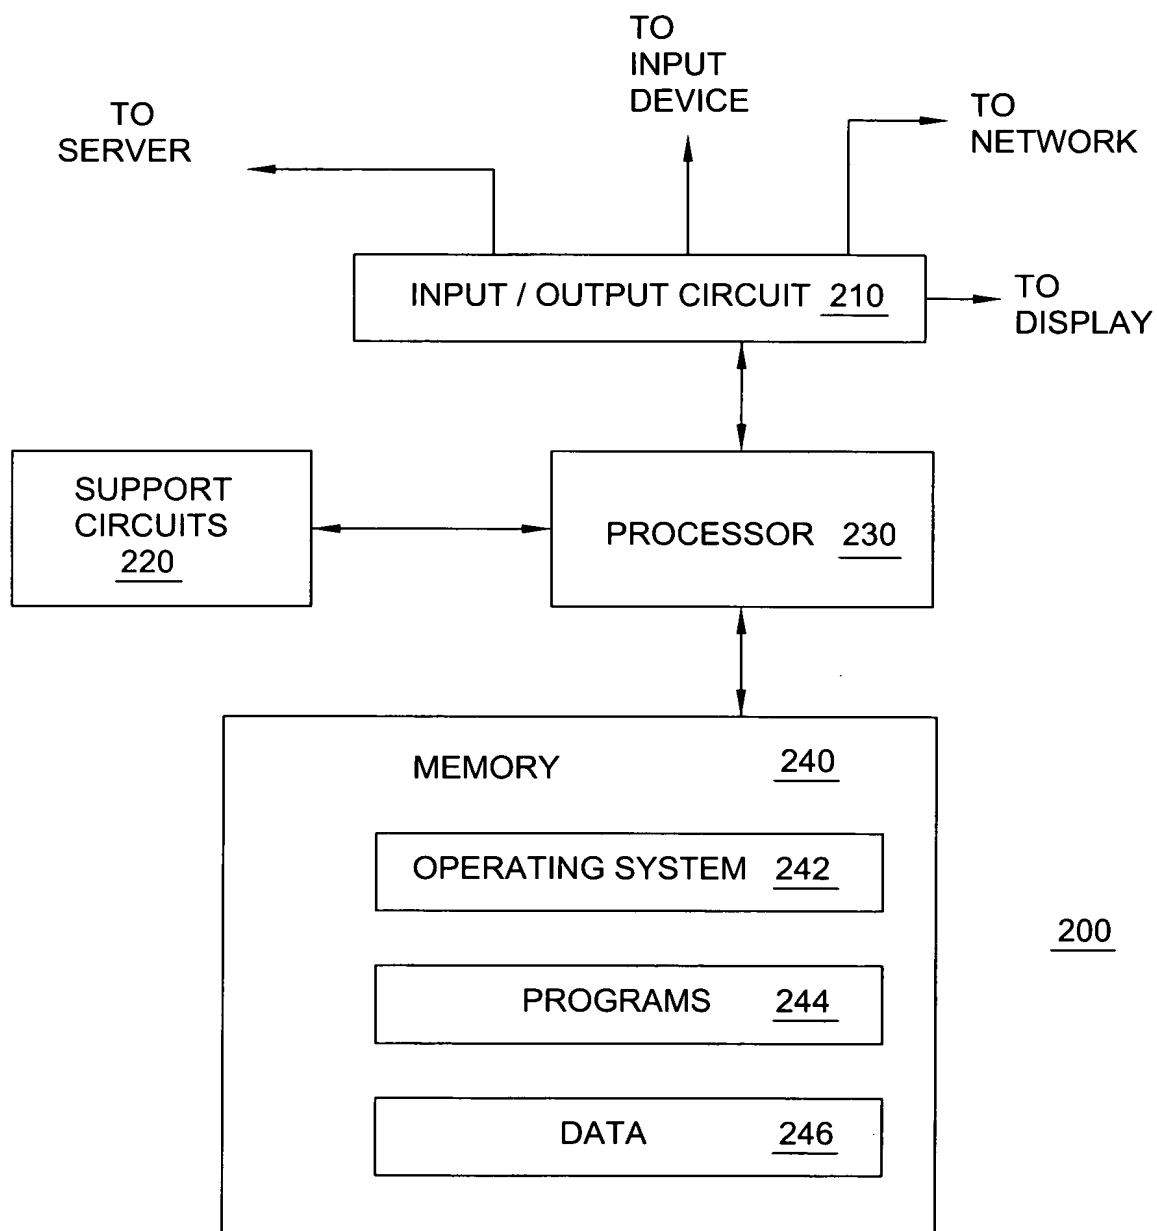 TO
INPUT
DEVICE
TO
SERVER
TO
NETWORK
INPUT / OUTPUT CIRCUIT 210
TO
DISPLAY
SUPPORT
CIRCUITS
220
PROCESSOR 230
MEMORY 240
OPERATING SYSTEM 242
200
PROGRAMS 244
DATA 246